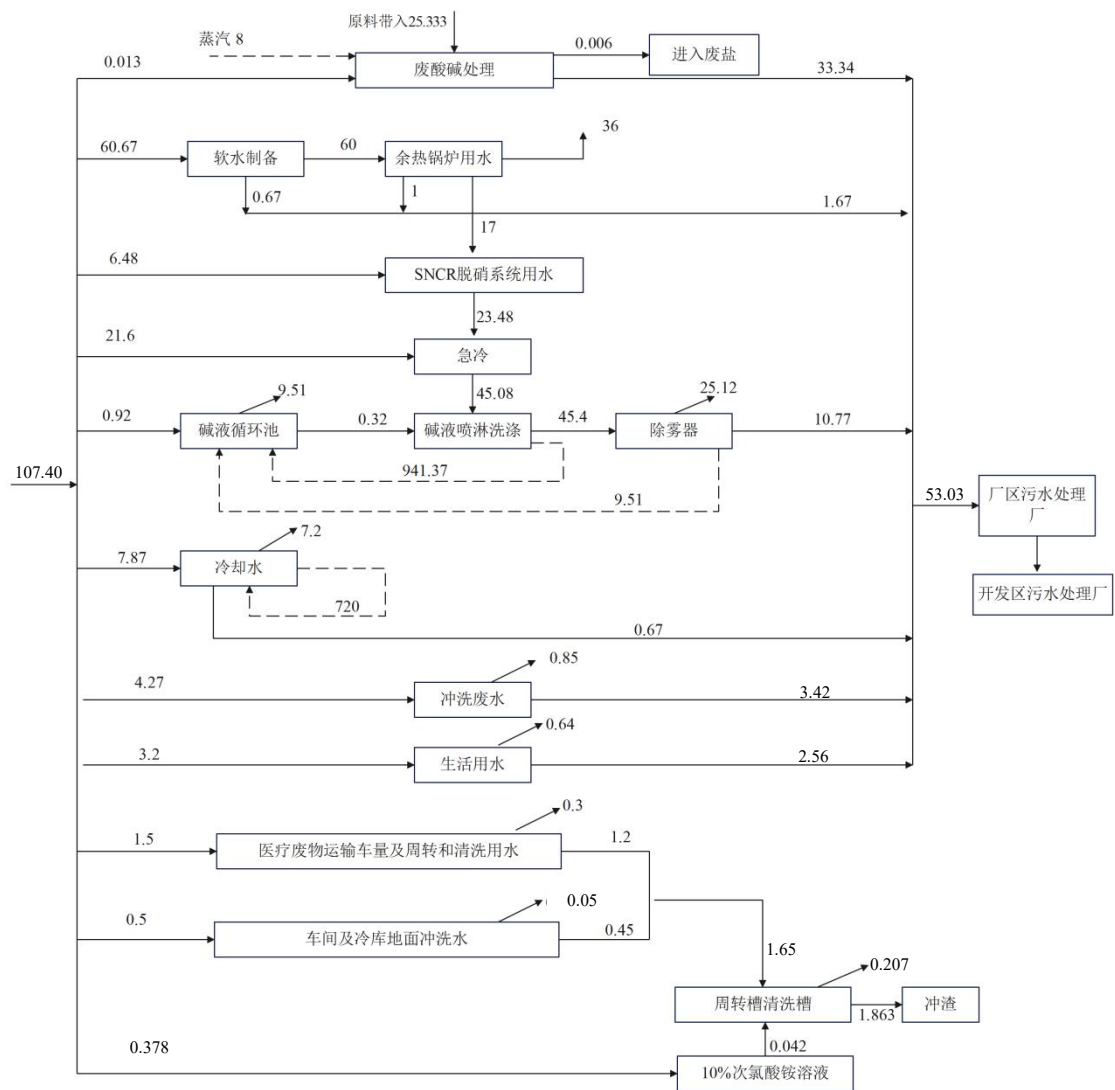 原料带入25.333
蒸汽 8
0.013
废酸碱处理
0.006
进入废盐
33.34
60.67
软水制备
60
余热锅炉用水
36
0.67
1
1.67
17
6.48
SNCR脱硝系统用水
23.48
21.6
急冷
45.08
0.92
碱液循环池
9.51
0.32
碱液喷淋洗涤
45.4
除雾器
25.12
10.77
941.37
9.51
107.40
53.03
厂区污水处理
厂
开发区污水处理厂
7.87
冷却水
7.2
720
0.67
4.27
冲洗废水
0.85
3.42
3.2
生活用水
0.64
2.56
1.5
医疗废物运输车量及周转和清洗用水
0.3
1.2
0.5
车间及冷库地面冲洗水
0.05
0.45
1.65
周转槽清洗槽
0.207
1.863
冲渣
0.042
0.378
10%次氯酸铵溶液